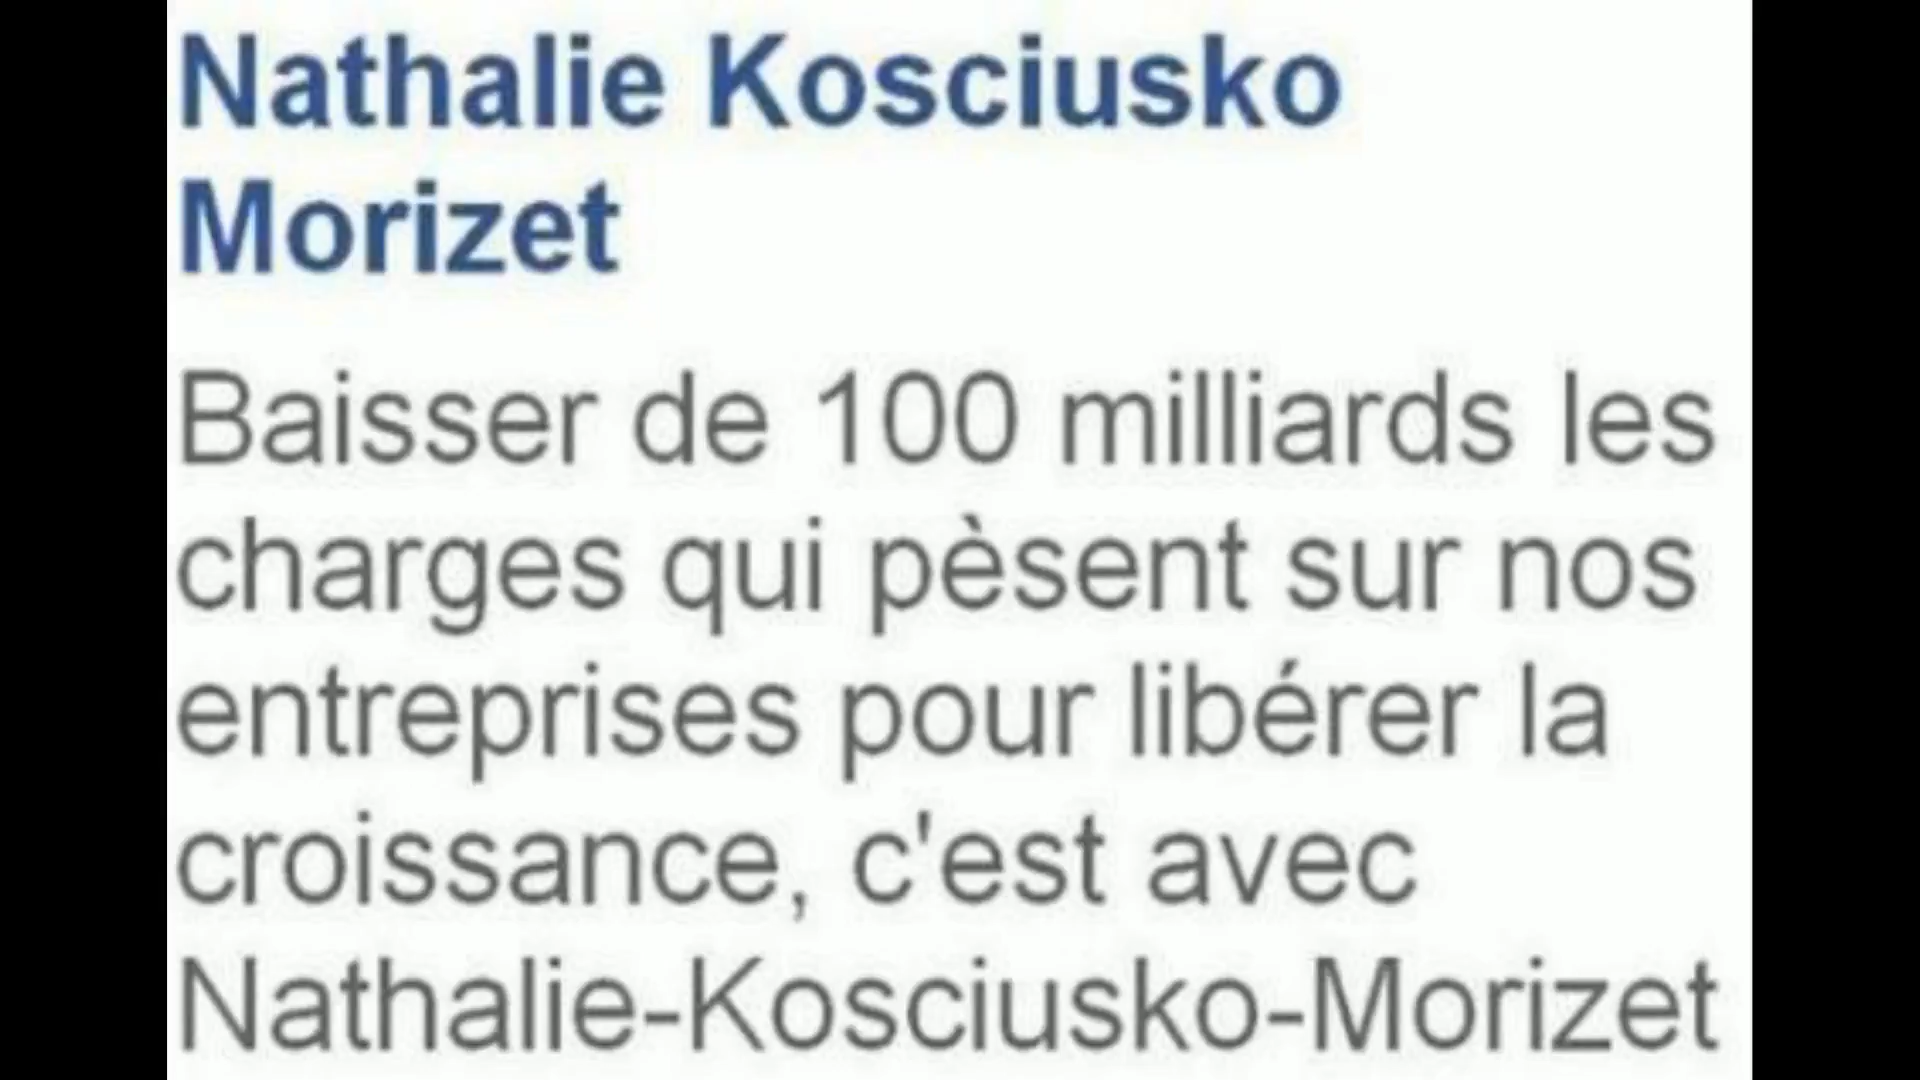 Nathalie Kosciusko
Morizet
Baisser de 100 milliards les
charges qui pèsent sur nos
entreprises pour libérer la
croissance, c'est avec
Nathalie-Kosciusko-Morizet